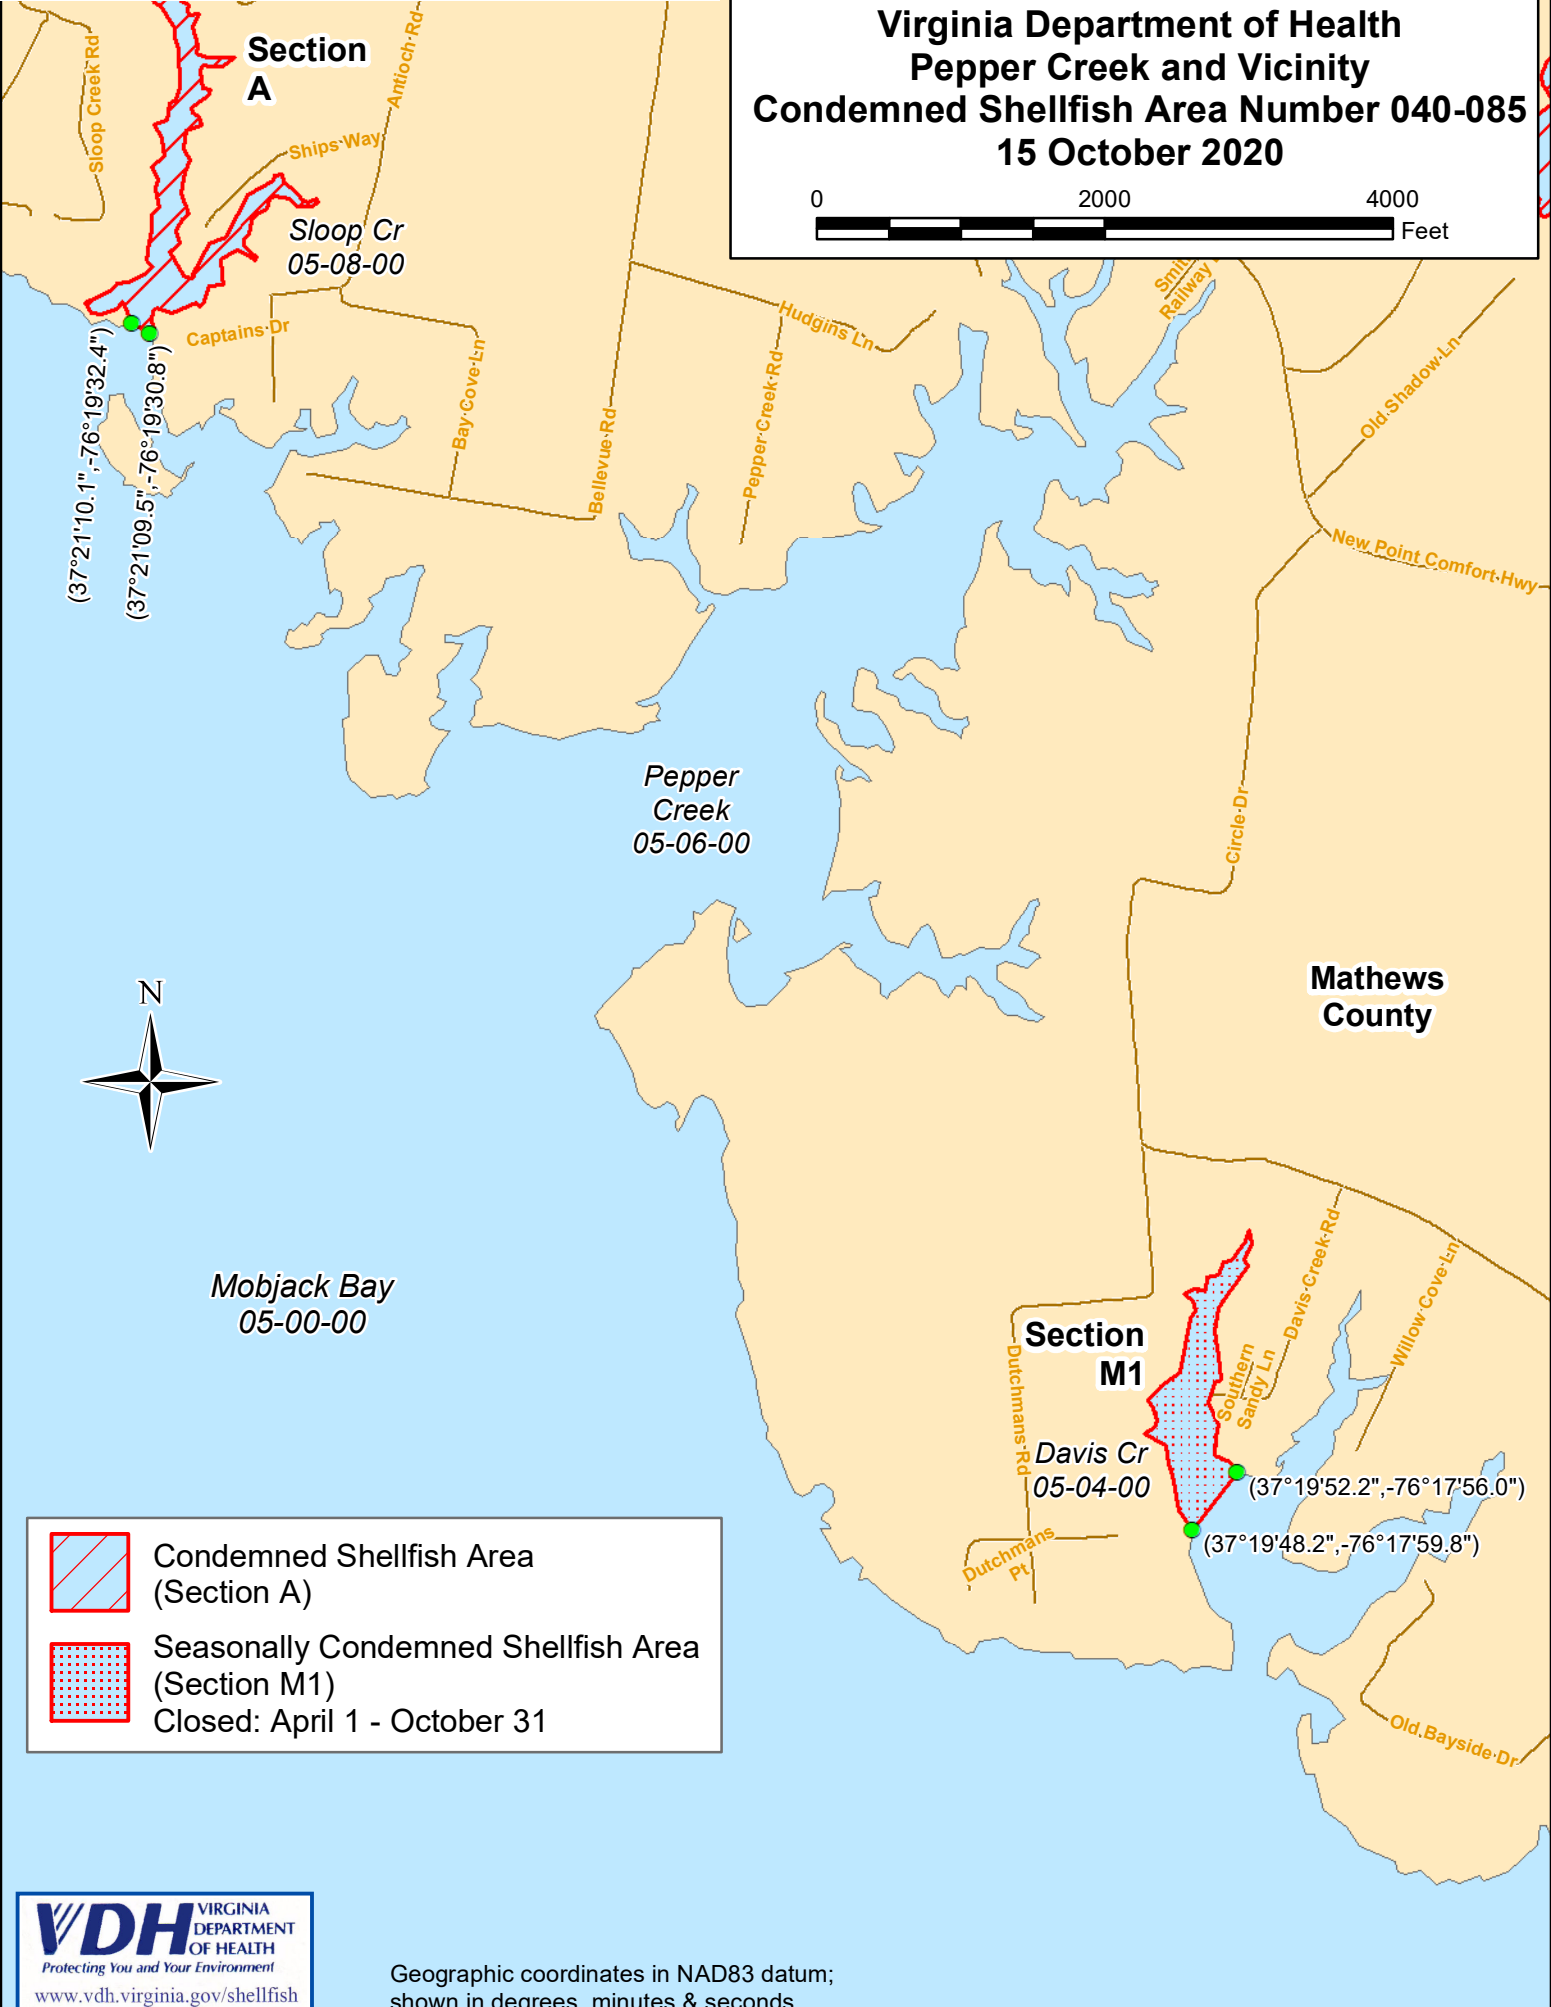 Virginia Department of Health
Pepper Creek and Vicinity
Condemned Shellfish Area Number 040-085
15 October 2020
0 2000 4000
Feet
Section
A
Sloop Creek Rd
Antioch Rd
Ships Way
Sloop Cr
05-08-00
Captains Dr
(37°21'10.1",-76°19'32.4")
(37°21'09.5",-76°19'30.8")
Bay Cove Ln
Bellevue Rd
Pepper Creek Rd
Hudgins Ln
Railway
Old Shadow Ln
New Point Comfort Hwy
Pepper
Creek
05-06-00
Circle Dr
Mathews
County
N
Mobjack Bay
05-00-00
Section
M1
Dutchmans Rd
Davis Cr
05-04-00
Southern
Sandy Ln
Davis Creek Rd
Willow Cove Ln
(37°19'52.2",-76°17'56.0")
(37°19'48.2",-76°17'59.8")
Dutchmans
Pt
Old Bayside Dr
Condemned Shellfish Area
(Section A)
Seasonally Condemned Shellfish Area
(Section M1)
Closed: April 1 - October 31
VDH VIRGINIA
DEPARTMENT
OF HEALTH
Protecting You and Your Environment
www.vdh.virginia.gov/shellfish
Geographic coordinates in NAD83 datum;
shown in degrees, minutes & seconds